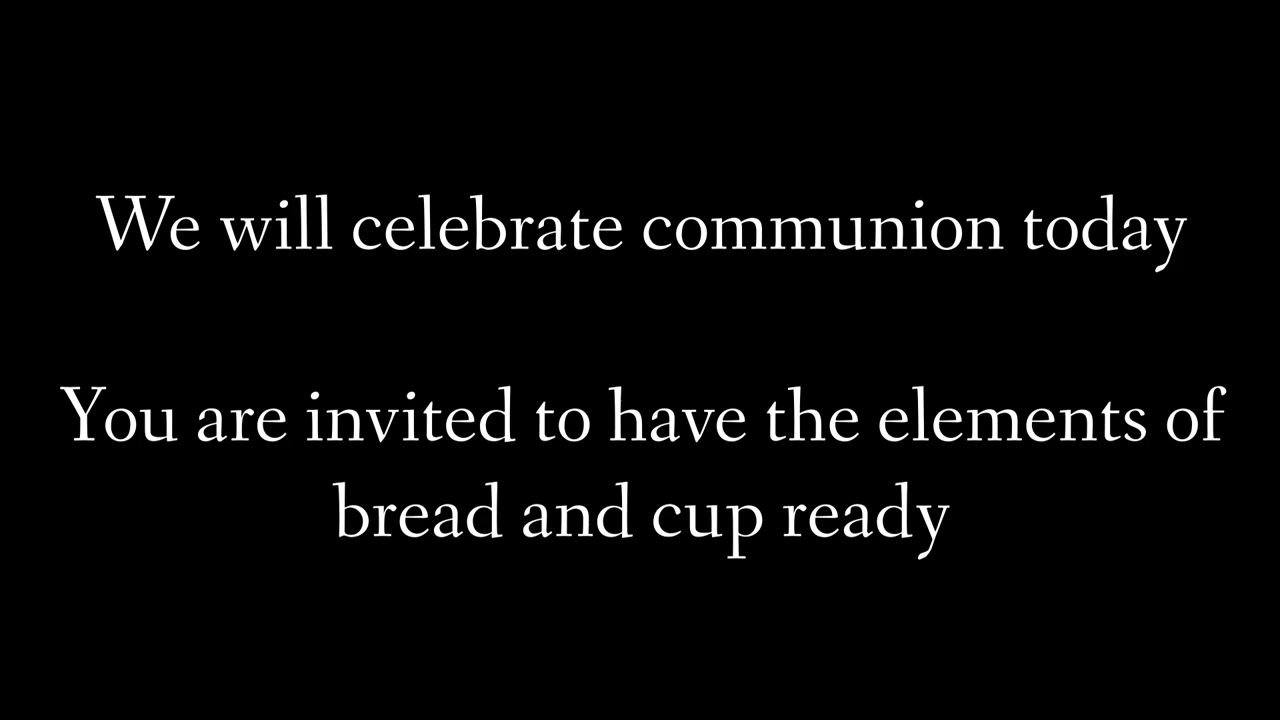 We will celebrate communion today
You are invited to have the elements of
bread and cup ready